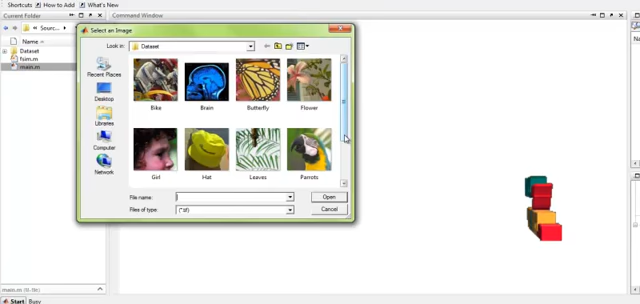 Shortcuts How to Add What's New
Current Folder
Command Window
Sourc...
Name
Dataset
fsim.m
main.m
Select an Image
Look in: Dataset
Recent Places
Desktop
Libraries
Computer
Network
Bike Brain Butterfly Flower
Girl Hat Leaves Parrots
File name: Open
Files of type: (*.tif) Cancel
Start Busy